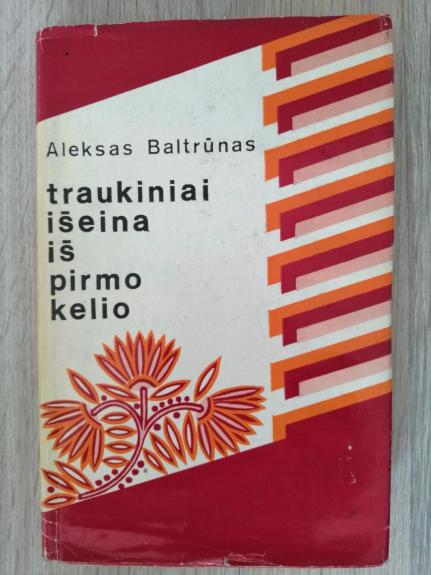 Aleksas Baltrūnas
traukiniai
išeina
iš
pirmo
kelio